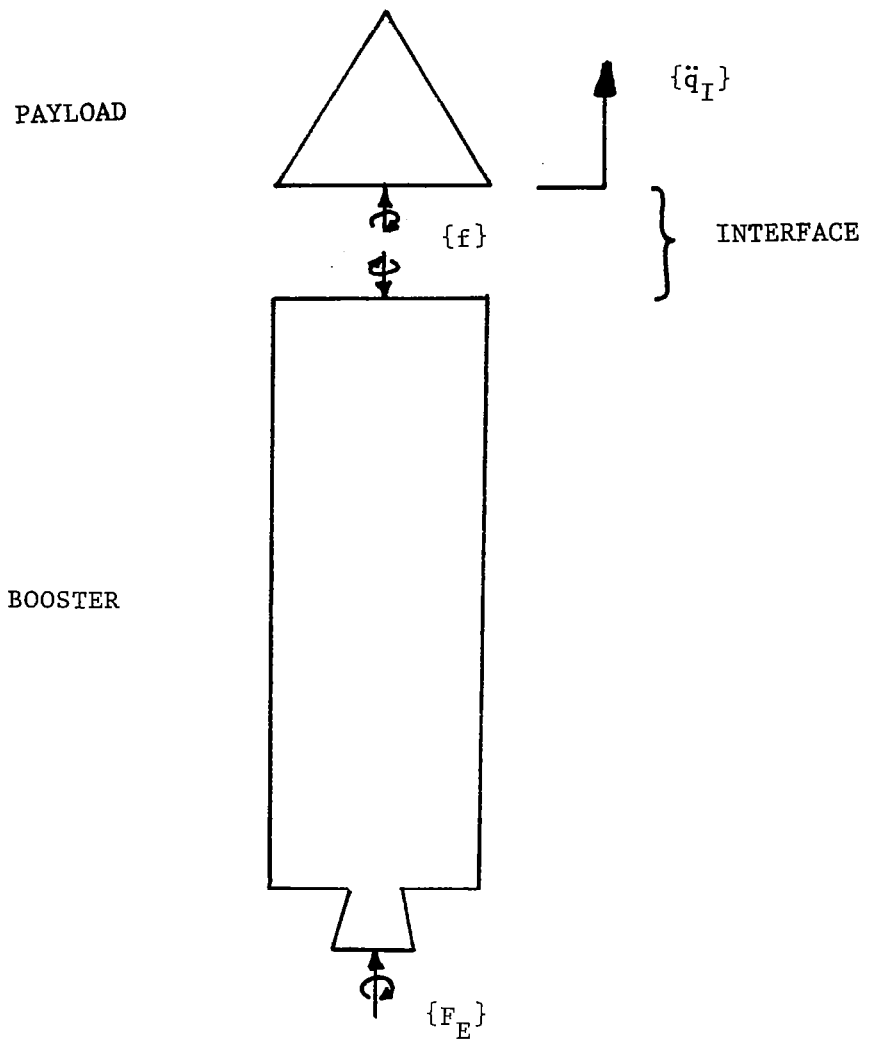 {q̈_I}
PAYLOAD
INTERFACE
{f}
BOOSTER
{F_E}